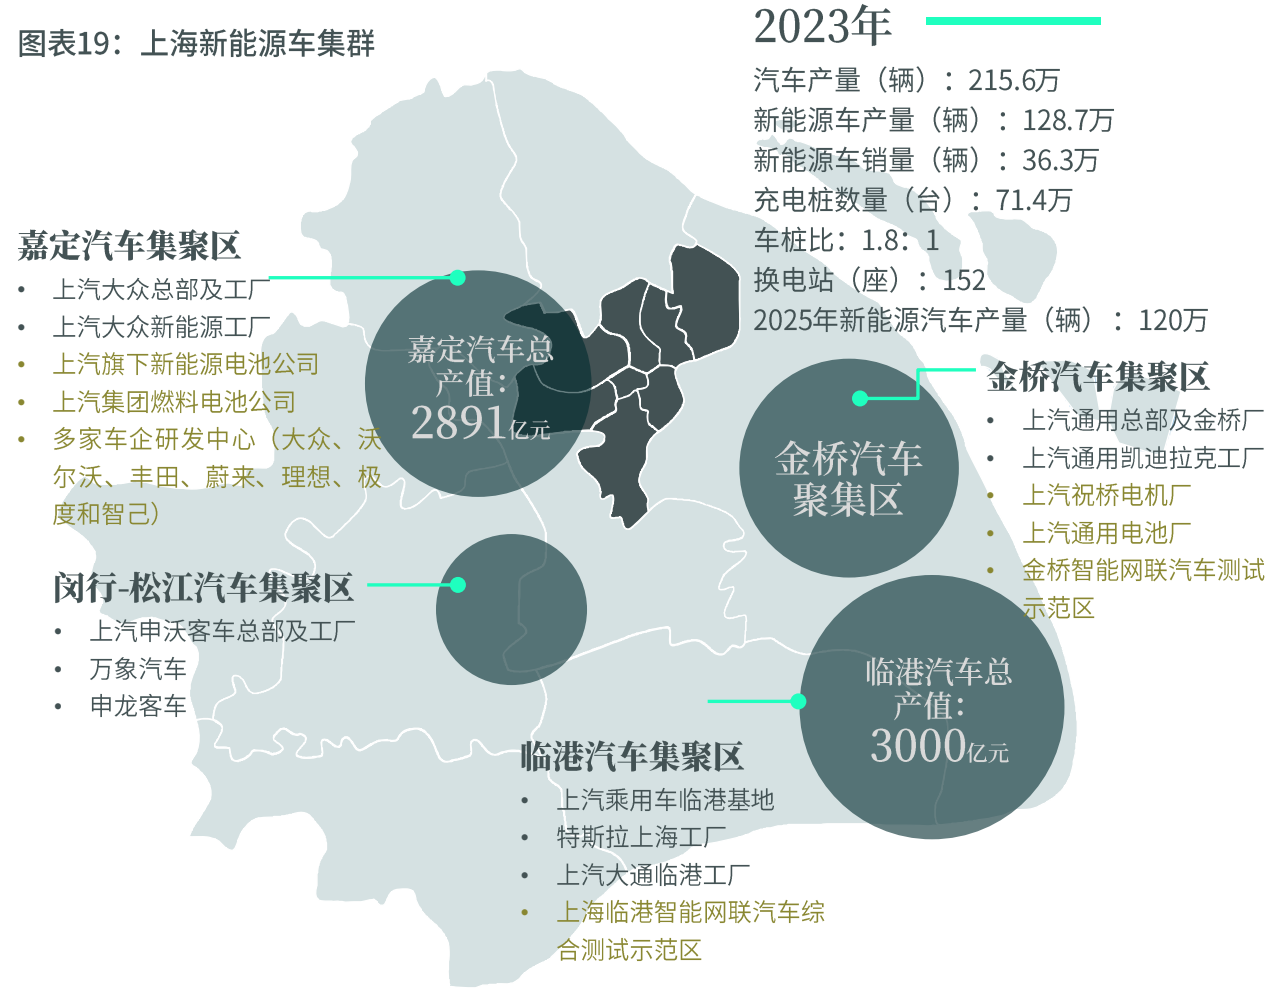 图表19：上海新能源车集群
2023年
汽车产量（辆）：215.6万
新能源车产量（辆）：128.7万
新能源车销量（辆）：36.3万
充电桩数量（台）：71.4万
车桩比：1.8：1
换电站（座）：152
2025年新能源汽车产量（辆）：120万
嘉定汽车集聚区
• 上汽大众总部及工厂
• 上汽大众新能源工厂
• 上汽旗下新能源电池公司
• 上汽集团燃料电池公司
• 多家车企研发中心（大众、沃
尔沃、丰田、蔚来、理想、极
度和智己）
嘉定汽车总
产值：
2891亿元
金桥汽车集聚区
• 上汽通用总部及金桥厂
• 上汽通用凯迪拉克工厂
• 上汽祝桥电机厂
• 上汽通用电池厂
• 金桥智能网联汽车测试
示范区
金桥汽车
聚集区
闵行-松江汽车集聚区
• 上汽申沃客车总部及工厂
• 万象汽车
• 申龙客车
临港汽车总
产值：
3000亿元
临港汽车集聚区
• 上汽乘用车临港基地
• 特斯拉上海工厂
• 上汽大通临港工厂
• 上海临港智能网联汽车综
合测试示范区